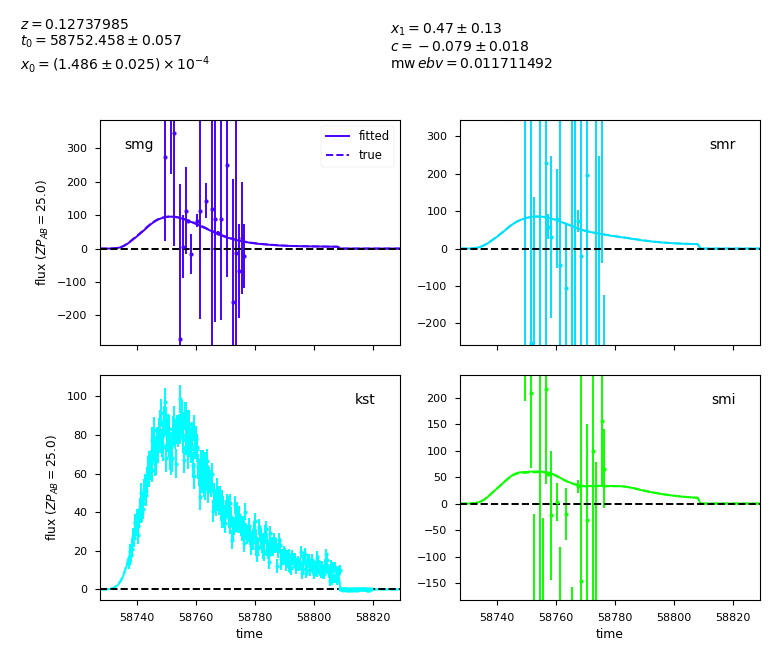 z = 0.12737985
t₀ = 58752.458 ± 0.057
x₀ = (1.486 ± 0.025) × 10⁻⁴
x₁ = 0.47 ± 0.13
c = −0.079 ± 0.018
mw ebv = 0.011711492
smg
fitted
true
flux (ZP_AB = 25.0)
300
200
100
0
−100
−200
smr
300
200
100
0
−100
−200
kst
flux (ZP_AB = 25.0)
100
80
60
40
20
0
58740 58760 58780 58800 58820
time
smi
200
150
100
50
0
−50
−100
−150
58740 58760 58780 58800 58820
time